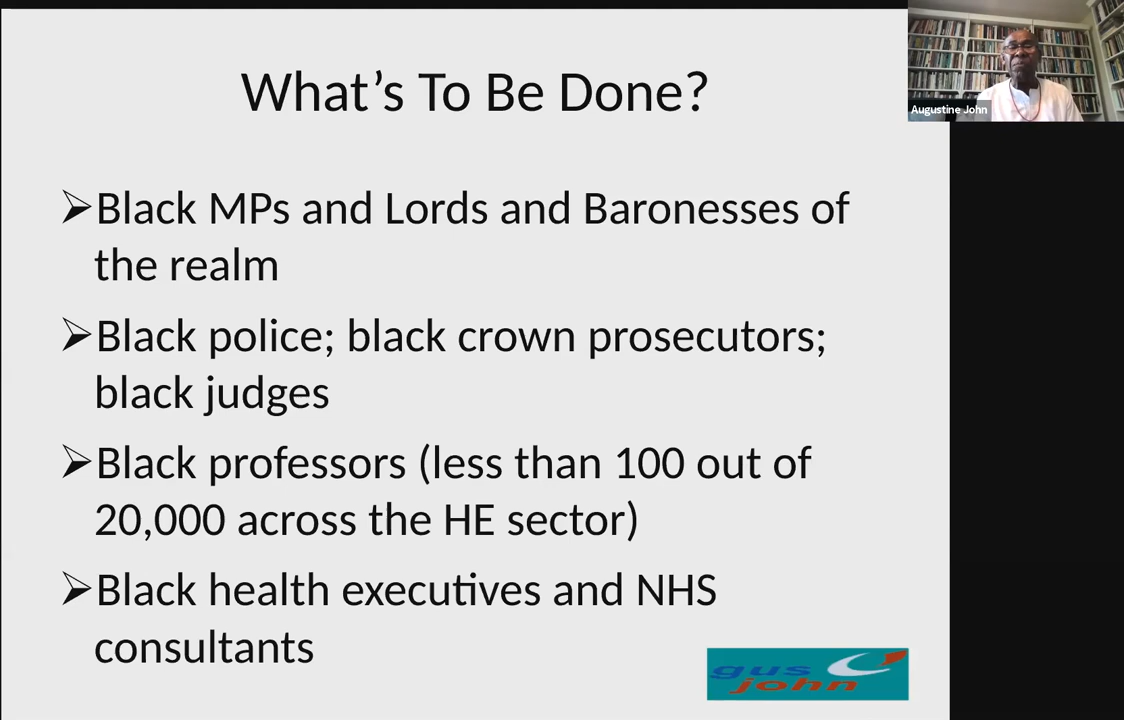 What’s To Be Done?
Augustine John
➢Black MPs and Lords and Baronesses of
the realm
➢Black police; black crown prosecutors;
black judges
➢Black professors (less than 100 out of
20,000 across the HE sector)
➢Black health executives and NHS
consultants
gus
john